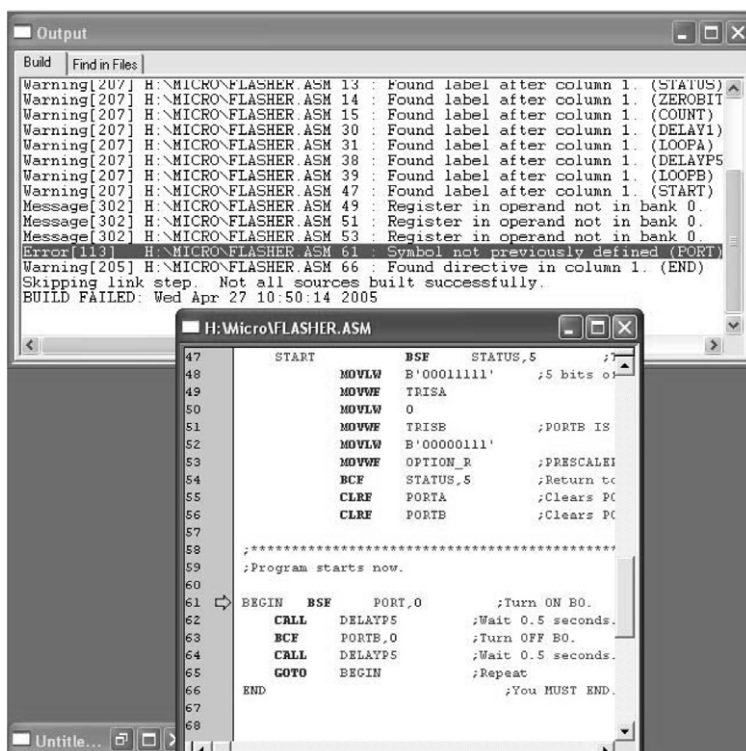 Output
Build Find in Files
Warning[207] H:\MICRO\FLASHER.ASM 13 : Found label after column 1. (STATUS)
Warning[207] H:\MICRO\FLASHER.ASM 14 : Found label after column 1. (ZEROBIT
Warning[207] H:\MICRO\FLASHER.ASM 15 : Found label after column 1. (COUNT)
Warning[207] H:\MICRO\FLASHER.ASM 30 : Found label after column 1. (DELAY1)
Warning[207] H:\MICRO\FLASHER.ASM 31 : Found label after column 1. (LOOPA)
Warning[207] H:\MICRO\FLASHER.ASM 38 : Found label after column 1. (DELAYP5
Warning[207] H:\MICRO\FLASHER.ASM 39 : Found label after column 1. (LOOPB)
Warning[207] H:\MICRO\FLASHER.ASM 47 : Found label after column 1. (START)
Message[302] H:\MICRO\FLASHER.ASM 49 : Register in operand not in bank 0.
Message[302] H:\MICRO\FLASHER.ASM 51 : Register in operand not in bank 0.
Message[302] H:\MICRO\FLASHER.ASM 53 : Register in operand not in bank 0.
Error[113] H:\MICRO\FLASHER.ASM 61 : Symbol not previously defined (PORT)
Warning[205] H:\MICRO\FLASHER.ASM 66 : Found directive in column 1. (END)
Skipping link step. Not all sources built successfully.
BUILD FAILED: Wed Apr 27 10:50:14 2005
H:\Micro\FLASHER.ASM
47 START BSF STATUS,5
48 MOVLW B'00011111' ;5 bits of
49 MOVWF TRISA
50 MOVLW 0
51 MOVWF TRISB ;PORTB IS
52 MOVLW B'00000111'
53 MOVWF OPTION_R ;PRESCALER
54 BCF STATUS,5 ;Return to
55 CLRF PORTA ;Clears PO
56 CLRF PORTB ;Clears PO
57
58 ;*********************************************
59 ;Program starts now.
60
61 BEGIN BSF PORT,0 ;Turn ON B0.
62 CALL DELAYP5 ;Wait 0.5 seconds.
63 BCF PORTB,0 ;Turn OFF B0.
64 CALL DELAYP5 ;Wait 0.5 seconds.
65 GOTO BEGIN ;Repeat
66 END ;You MUST END.
67
68
Untitle...